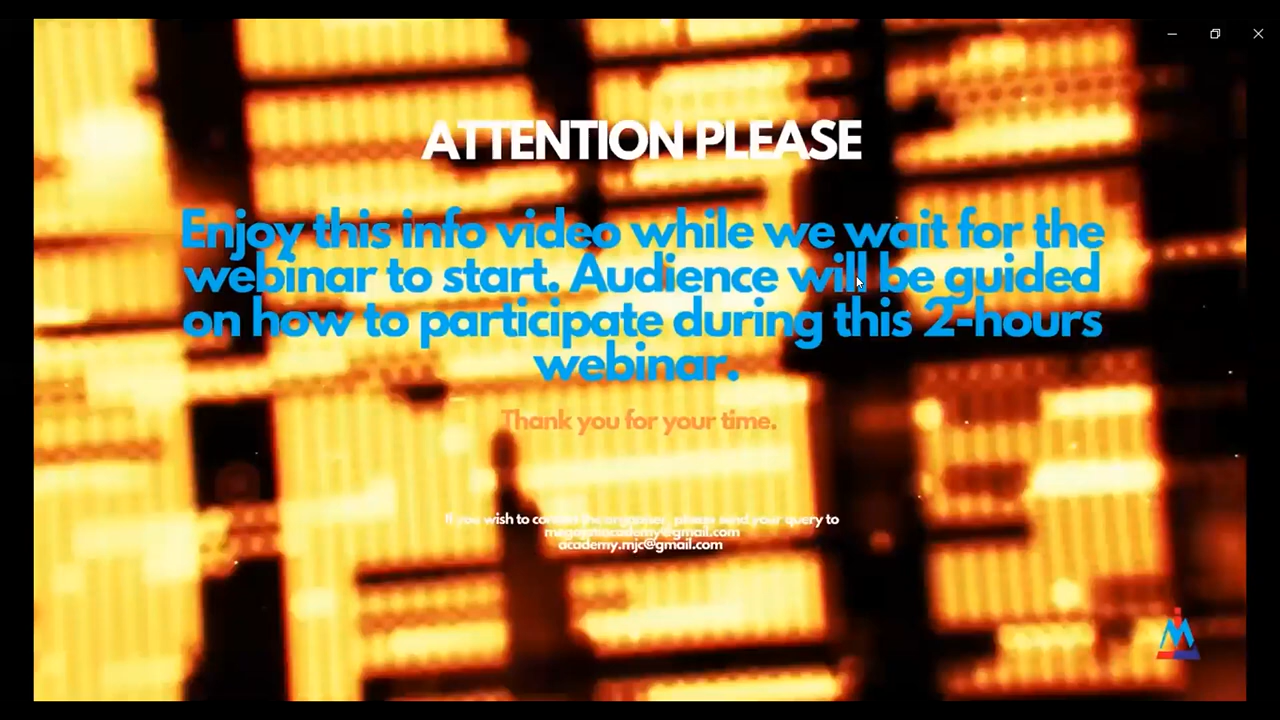 ATTENTION PLEASE
Enjoy this info video while we wait for the
webinar to start. Audience will be guided
on how to participate during this 2-hours
webinar.
Thank you for your time.
If you wish to contact the organiser, please send your query to
academy.mjc@gmail.com